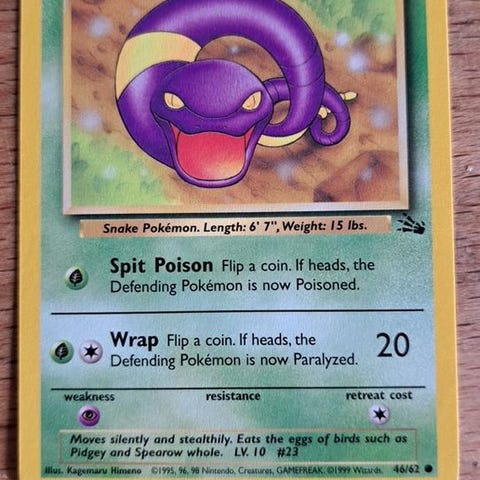 Snake Pokémon. Length: 6' 7", Weight: 15 lbs.
Spit Poison Flip a coin. If heads, the
Defending Pokémon is now Poisoned.
Wrap Flip a coin. If heads, the
Defending Pokémon is now Paralyzed. 20
weakness resistance retreat cost
Moves silently and stealthily. Eats the eggs of birds such as
Pidgey and Spearow whole. LV. 10 #23
Illus. Kagemaru Himeno ©1995, 96, 98 Nintendo, Creatures, GAMEFREAK. ©1999 Wizards. 46/62